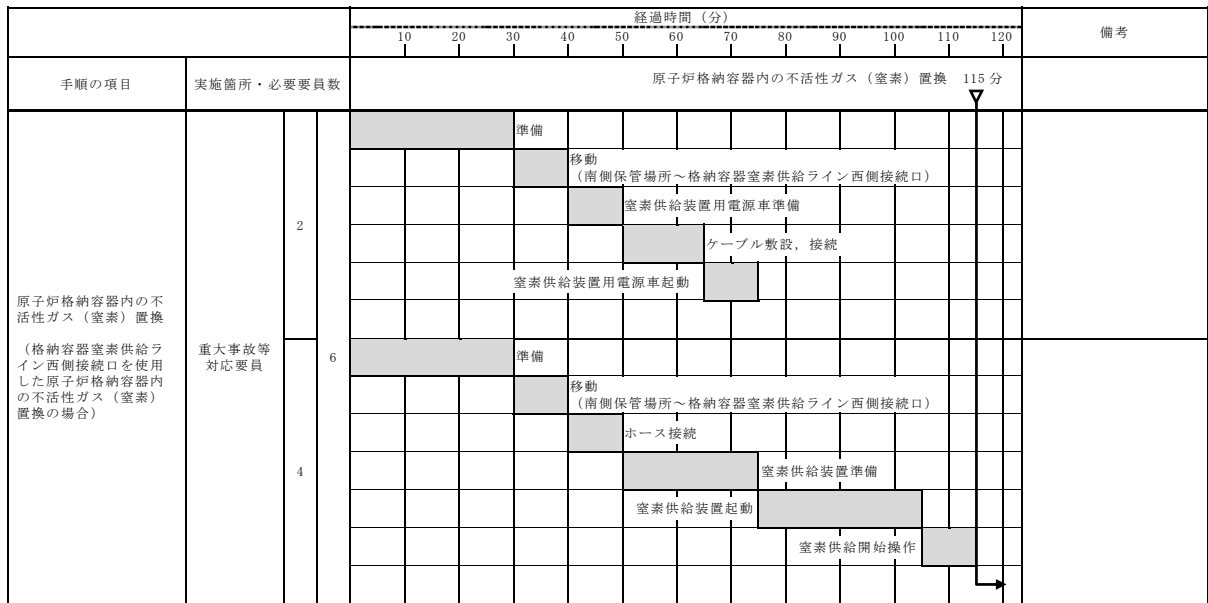 経過時間（分）
備考
10 20 30 40 50 60 70 80 90 100 110 120
手順の項目
実施箇所・必要要員数
原子炉格納容器内の不活性ガス（窒素）置換 115分
原子炉格納容器内の不
活性ガス（窒素）置換
（格納容器窒素供給ラ
イン西側接続口を使用
した原子炉格納容器内
の不活性ガス（窒素）
置換の場合）
重大事故等
対応要員
2
6
準備
移動
（南側保管場所～格納容器窒素供給ライン西側接続口）
窒素供給装置用電源車準備
ケーブル敷設，接続
窒素供給装置用電源車起動
4
準備
移動
（南側保管場所～格納容器窒素供給ライン西側接続口）
ホース接続
窒素供給装置準備
窒素供給装置起動
窒素供給開始操作